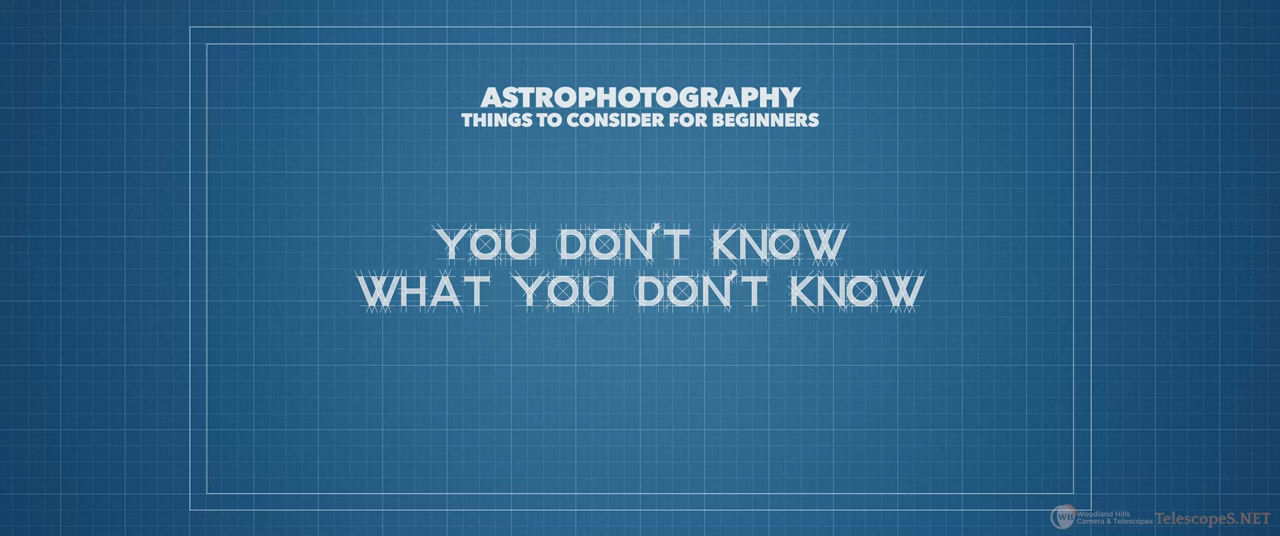 ASTROPHOTOGRAPHY
THINGS TO CONSIDER FOR BEGINNERS
YOU DON'T KNOW
WHAT YOU DON'T KNOW
WH
Woodland Hills
Camera & Telescopes
TelescopeS.NET